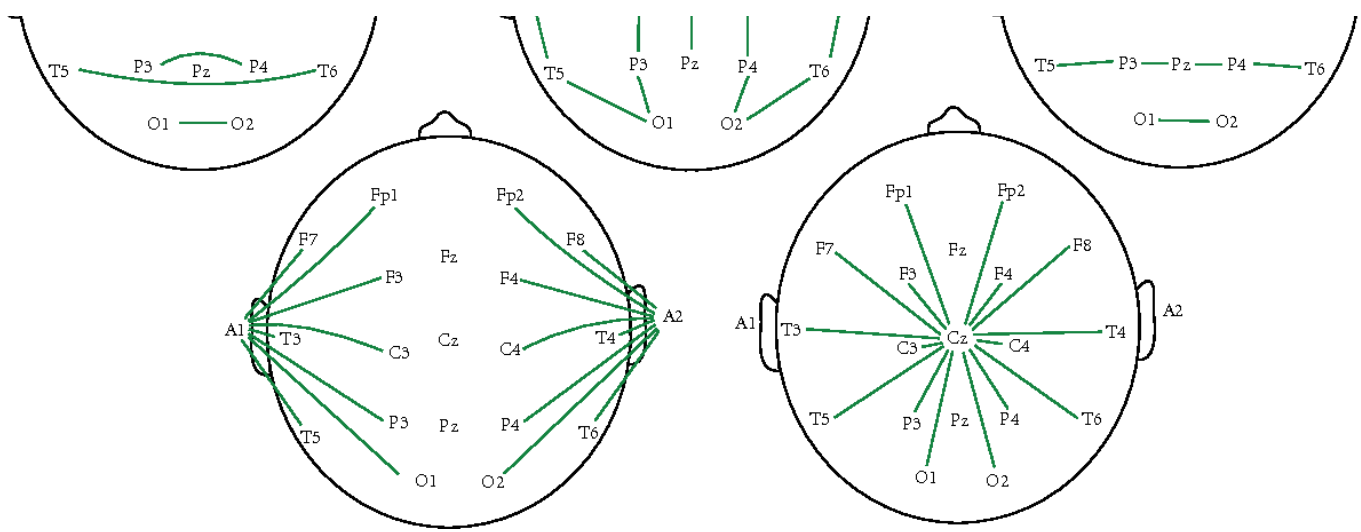 T5 P3 Pz P4 T6
O1 O2
T5 P3 Pz P4 T6
O1 O2
T5 P3 Pz P4 T6
O1 O2
Fp1 Fp2
F7 F8
Fz
F3 F4
A1 A2
T3 T4
C3 Cz C4
P3 Pz P4
T5 T6
O1 O2
Fp1 Fp2
F7 Fz F8
F3 F4
A1 A2
T3 T4
C3 Cz C4
T5 T6
P3 Pz P4
O1 O2